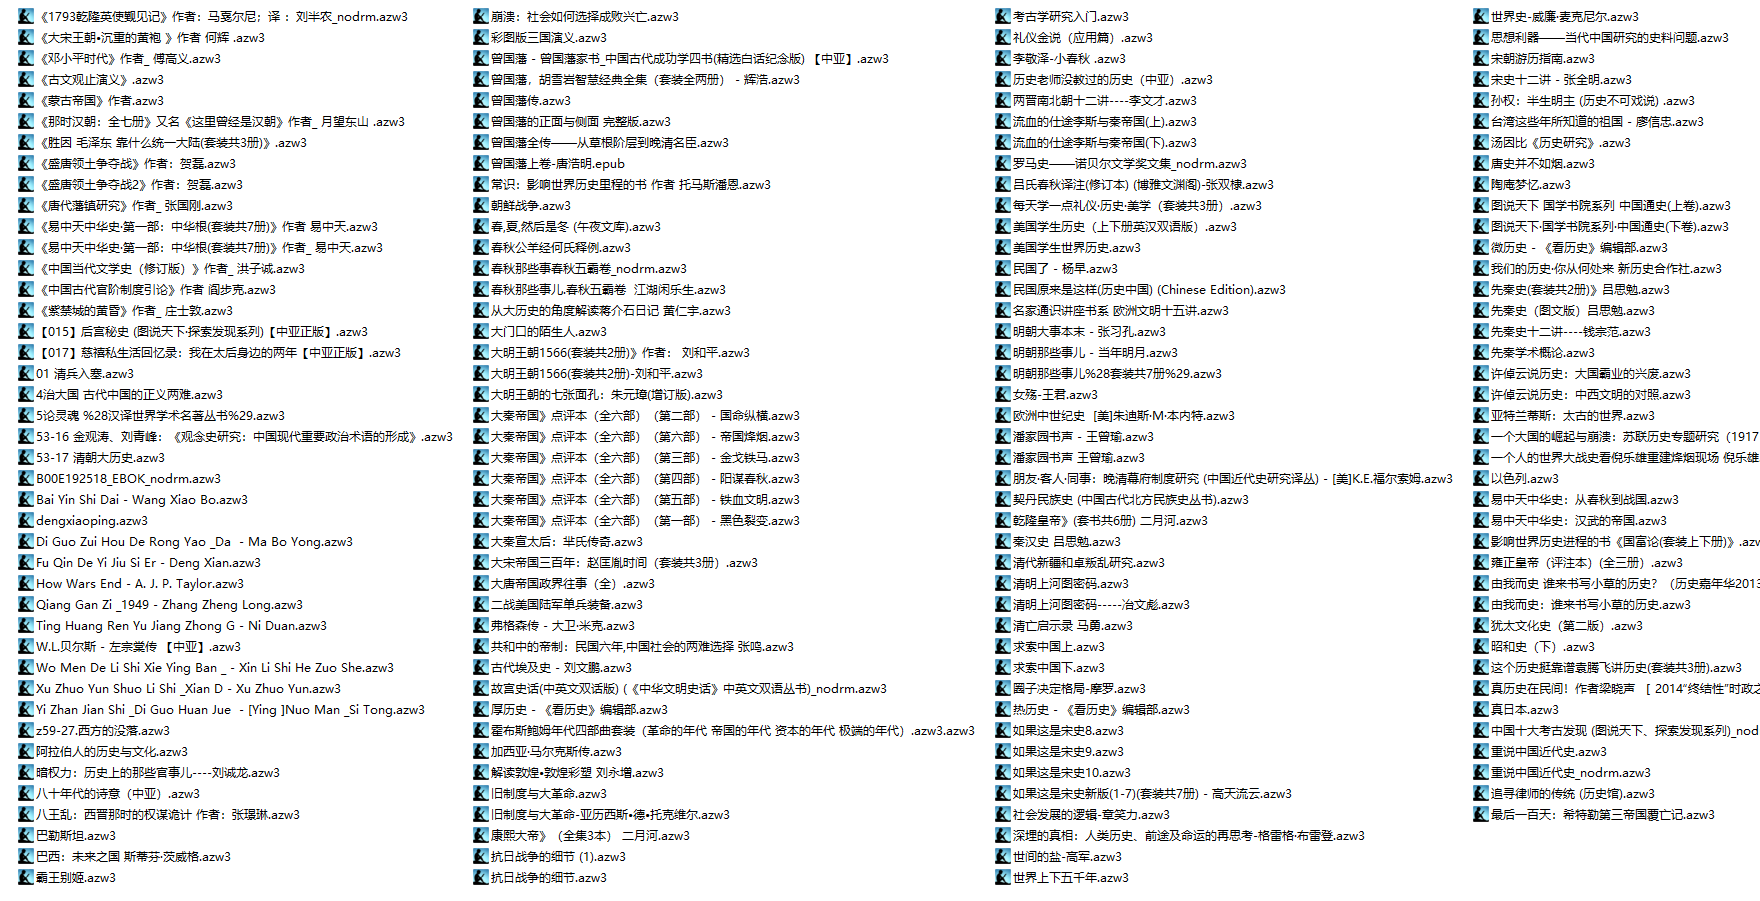 《1793乾隆英使觐见记》作者：马戛尔尼；译 ：刘半农_nodrm.azw3
《大宋王朝•沉重的黄袍 》作者 何辉 .azw3
《邓小平时代》作者_ 傅高义.azw3
《古文观止演义》.azw3
《蒙古帝国》作者.azw3
《那时汉朝：全七册》又名《这里曾经是汉朝》作者_ 月望东山 .azw3
《胜因 毛泽东 靠什么统一大陆(套装共3册)》.azw3
《盛唐领土争夺战》作者：贺磊.azw3
《盛唐领土争夺战2》作者：贺磊.azw3
《唐代藩镇研究》作者_ 张国刚.azw3
《易中天中华史·第一部：中华根(套装共7册)》作者 易中天.azw3
《易中天中华史·第一部：中华根(套装共7册)》作者_ 易中天.azw3
《中国当代文学史（修订版）》作者_ 洪子诚.azw3
《中国古代官阶制度引论》作者 阎步克.azw3
《紫禁城的黄昏》作者_ 庄士敦.azw3
【015】后宫秘史 (图说天下·探索发现系列)【中亚正版】.azw3
【017】慈禧私生活回忆录：我在太后身边的两年【中亚正版】.azw3
01 清兵入塞.azw3
4治大国 古代中国的正义两难.azw3
5论灵魂 %28汉译世界学术名著丛书%29.azw3
53-16 金观涛、刘青峰：《观念史研究：中国现代重要政治术语的形成》.azw3
53-17 清朝大历史.azw3
B00E192518_EBOK_nodrm.azw3
Bai Yin Shi Dai - Wang Xiao Bo.azw3
dengxiaoping.azw3
Di Guo Zui Hou De Rong Yao _Da  - Ma Bo Yong.azw3
Fu Qin De Yi Jiu Si Er - Deng Xian.azw3
How Wars End - A. J. P. Taylor.azw3
Qiang Gan Zi _1949 - Zhang Zheng Long.azw3
Ting Huang Ren Yu Jiang Zhong G - Ni Duan.azw3
W.L.贝尔斯 - 左宗棠传 【中亚】.azw3
Wo Men De Li Shi Xie Ying Ban _ - Xin Li Shi He Zuo She.azw3
Xu Zhuo Yun Shuo Li Shi _Xian D - Xu Zhuo Yun.azw3
Yi Zhan Jian Shi _Di Guo Huan Jue  - [Ying ]Nuo Man _Si Tong.azw3
z59-27.西方的没落.azw3
阿拉伯人的历史与文化.azw3
暗权力：历史上的那些官事儿----刘诚龙.azw3
八十年代的诗意（中亚）.azw3
八王乱：西晋那时的权谋诡计 作者：张璟琳.azw3
巴勒斯坦.azw3
巴西：未来之国 斯蒂芬·茨威格.azw3
霸王别姬.azw3
崩溃：社会如何选择成败兴亡.azw3
彩图版三国演义.azw3
曾国藩 - 曾国藩家书_中国古代成功学四书(精选白话纪念版) 【中亚】.azw3
曾国藩，胡雪岩智慧经典全集（套装全两册） - 辉浩.azw3
曾国藩传.azw3
曾国藩的正面与侧面 完整版.azw3
曾国藩全传——从草根阶层到晚清名臣.azw3
曾国藩上卷-唐浩明.epub
常识：影响世界历史里程的书 作者 托马斯潘恩.azw3
朝鲜战争.azw3
春,夏,然后是冬 (午夜文库).azw3
春秋公羊经何氏释例.azw3
春秋那些事春秋五霸卷_nodrm.azw3
春秋那些事儿.春秋五霸卷  江湖闲乐生.azw3
从大历史的角度解读蒋介石日记 黄仁宇.azw3
大门口的陌生人.azw3
大明王朝1566(套装共2册)》作者： 刘和平.azw3
大明王朝1566(套装共2册)-刘和平.azw3
大明王朝的七张面孔：朱元璋(增订版).azw3
大秦帝国》点评本（全六部）（第二部） - 国命纵横.azw3
大秦帝国》点评本（全六部）（第六部） - 帝国烽烟.azw3
大秦帝国》点评本（全六部）（第三部） - 金戈铁马.azw3
大秦帝国》点评本（全六部）（第四部） - 阳谋春秋.azw3
大秦帝国》点评本（全六部）（第五部） - 铁血文明.azw3
大秦帝国》点评本（全六部）（第一部） - 黑色裂变.azw3
大秦宣太后：芈氏传奇.azw3
大宋帝国三百年：赵匡胤时间（套装共3册）.azw3
大唐帝国政界往事（全）.azw3
二战美国陆军单兵装备.azw3
弗格森传 - 大卫·米克.azw3
共和中的帝制：民国六年,中国社会的两难选择 张鸣.azw3
古代埃及史 - 刘文鹏.azw3
故宫史话(中英文双话版) (《中华文明史话》中英文双语丛书)_nodrm.azw3
厚历史 - 《看历史》编辑部.azw3
霍布斯鲍姆年代四部曲套装（革命的年代 帝国的年代 资本的年代 极端的年代）.azw3.azw3
加西亚·马尔克斯传.azw3
解读敦煌•敦煌彩塑 刘永增.azw3
旧制度与大革命.azw3
旧制度与大革命-亚历西斯•德•托克维尔.azw3
康熙大帝》（全集3本） 二月河.azw3
抗日战争的细节 (1).azw3
抗日战争的细节.azw3
考古学研究入门.azw3
礼仪金说（应用篇）.azw3
李敬泽-小春秋 .azw3
历史老师没教过的历史（中亚）.azw3
两晋南北朝十二讲----李文才.azw3
流血的仕途李斯与秦帝国(上).azw3
流血的仕途李斯与秦帝国(下).azw3
罗马史——诺贝尔文学奖文集_nodrm.azw3
吕氏春秋译注(修订本) (博雅文渊阁)-张双棣.azw3
每天学一点礼仪·历史·美学（套装共3册）.azw3
美国学生历史（上下册英汉双语版）.azw3
美国学生世界历史.azw3
民国了 - 杨早.azw3
民国原来是这样(历史中国) (Chinese Edition).azw3
名家通识讲座书系 欧洲文明十五讲.azw3
明朝大事本末 - 张习孔.azw3
明朝那些事儿 - 当年明月.azw3
明朝那些事儿%28套装共7册%29.azw3
女殇-王君.azw3
欧洲中世纪史  [美]朱迪斯·M·本内特.azw3
潘家园书声 - 王曾瑜.azw3
潘家园书声 王曾瑜.azw3
朋友·客人·同事：晚清幕府制度研究 (中国近代史研究译丛) - [美]K.E.福尔索姆.azw3
契丹民族史 (中国古代北方民族史丛书).azw3
乾隆皇帝》(套书共6册) 二月河.azw3
秦汉史 吕思勉.azw3
清代新疆和卓叛乱研究.azw3
清明上河图密码.azw3
清明上河图密码-----冶文彪.azw3
清亡启示录 马勇.azw3
求索中国上.azw3
求索中国下.azw3
圈子决定格局-摩罗.azw3
热历史 - 《看历史》编辑部.azw3
如果这是宋史8.azw3
如果这是宋史9.azw3
如果这是宋史10.azw3
如果这是宋史新版(1-7)(套装共7册) - 高天流云.azw3
社会发展的逻辑-章笑力.azw3
深埋的真相：人类历史、前途及命运的再思考-格雷格·布雷登.azw3
世间的盐-高军.azw3
世界上下五千年.azw3
世界史-威廉·麦克尼尔.azw3
思想利器——当代中国研究的史料问题.azw3
宋朝游历指南.azw3
宋史十二讲 - 张全明.azw3
孙权：半生明主 (历史不可戏说) .azw3
台湾这些年所知道的祖国 - 廖信忠.azw3
汤因比《历史研究》.azw3
唐史并不如烟.azw3
陶庵梦忆.azw3
图说天下 国学书院系列 中国通史(上卷).azw3
图说天下·国学书院系列·中国通史(下卷).azw3
微历史 - 《看历史》编辑部.azw3
我们的历史·你从何处来 新历史合作社.azw3
先秦史(套装共2册)》吕思勉.azw3
先秦史（图文版）吕思勉.azw3
先秦史十二讲----钱宗范.azw3
先秦学术概论.azw3
许倬云说历史：大国霸业的兴废.azw3
许倬云说历史：中西文明的对照.azw3
亚特兰蒂斯：太古的世界.azw3
一个大国的崛起与崩溃：苏联历史专题研究（1917
一个人的世界大战史看倪乐雄重建烽烟现场 倪乐雄
以色列.azw3
易中天中华史：从春秋到战国.azw3
易中天中华史：汉武的帝国.azw3
影响世界历史进程的书《国富论(套装上下册)》.azw
雍正皇帝（评注本）（全三册）.azw3
由我而史 谁来书写小草的历史？（历史嘉年华2013
由我而史：谁来书写小草的历史.azw3
犹太文化史（第二版）.azw3
昭和史（下）.azw3
这个历史挺靠谱袁腾飞讲历史(套装共3册).azw3
真历史在民间！作者梁晓声 [ 2014“终结性”时政之
真日本.azw3
中国十大考古发现 (图说天下、探索发现系列)_nod
重说中国近代史.azw3
重说中国近代史_nodrm.azw3
追寻律师的传统 (历史馆).azw3
最后一百天：希特勒第三帝国覆亡记.azw3